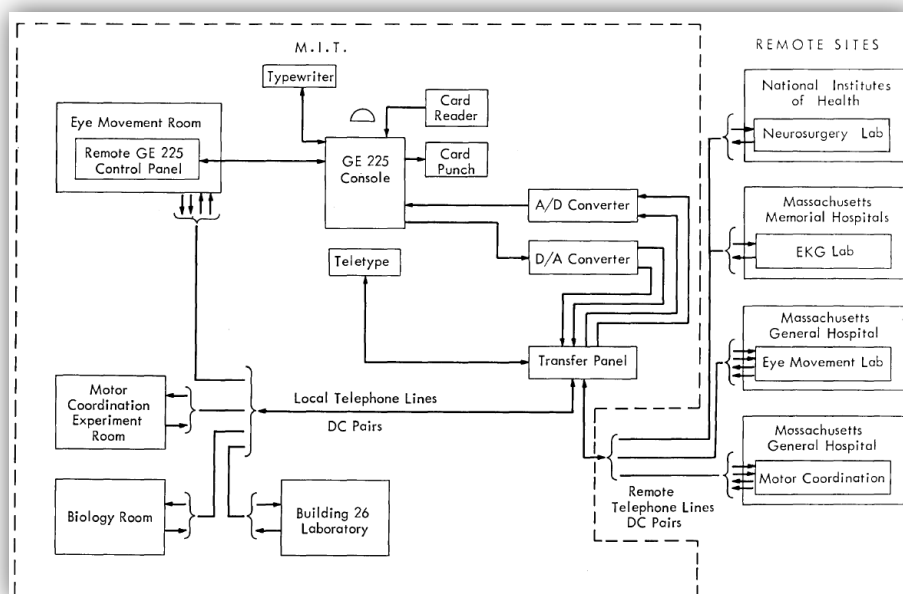 M.I.T.
REMOTE SITES
Typewriter
Eye Movement Room
Remote GE 225
Control Panel
GE 225
Console
Card
Reader
Card
Punch
A/D Converter
D/A Converter
Teletype
Transfer Panel
Motor
Coordination
Experiment
Room
Local Telephone Lines
DC Pairs
Biology Room
Building 26
Laboratory
Remote
Telephone Lines
DC Pairs
National Institutes
of Health
Neurosurgery Lab
Massachusetts
Memorial Hospitals
EKG Lab
Massachusetts
General Hospital
Eye Movement Lab
Massachusetts
General Hospital
Motor Coordination